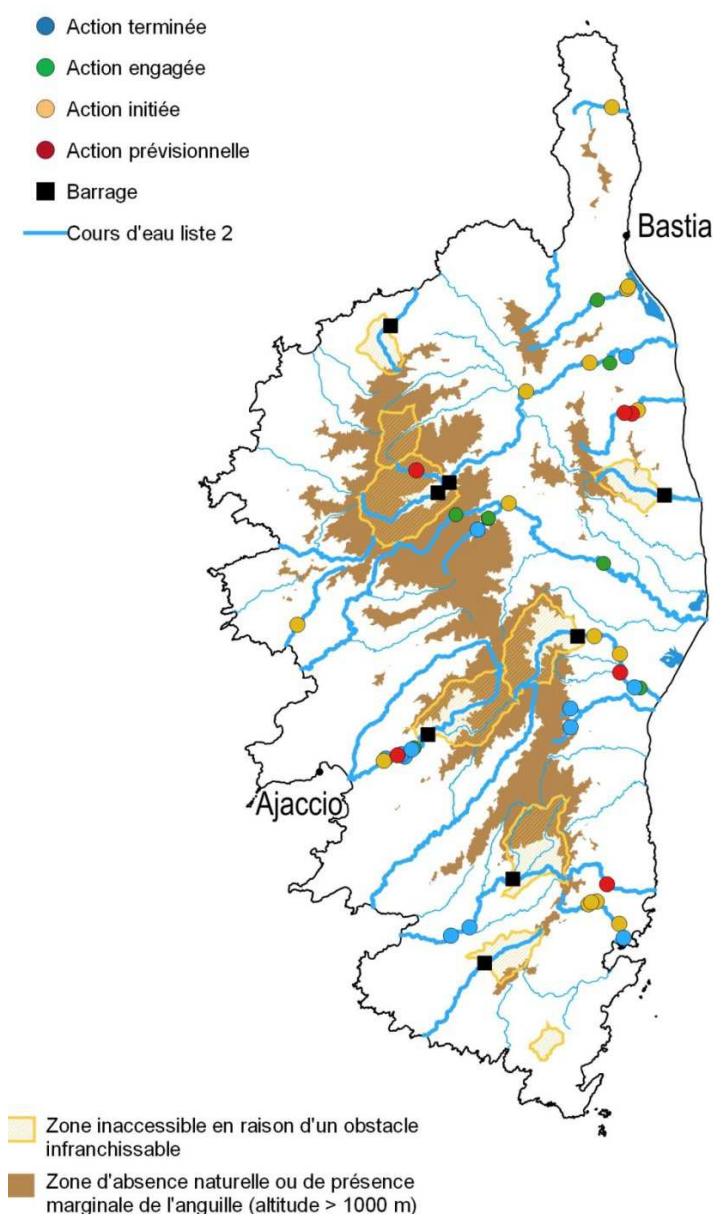 Action terminée
Action engagée
Action initiée
Action prévisionnelle
Barrage
Cours d'eau liste 2
Bastia
Ajaccio
Zone inaccessible en raison d'un obstacle
infranchissable
Zone d'absence naturelle ou de présence
marginale de l'anguille (altitude > 1000 m)